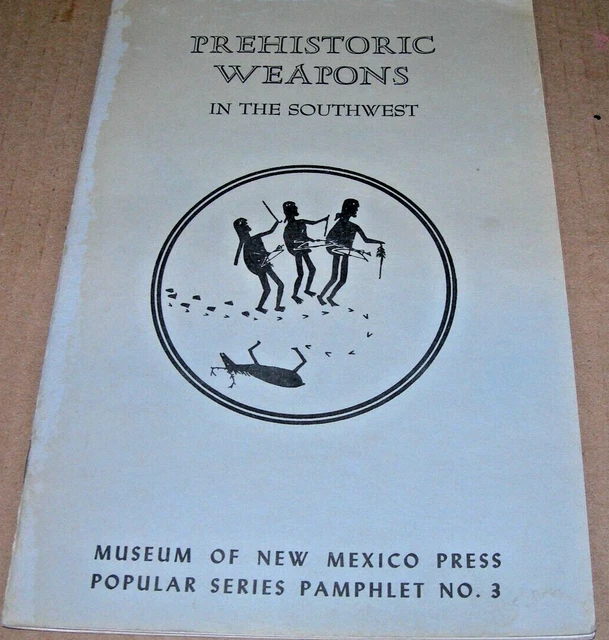 PREHISTORIC
WEAPONS
IN THE SOUTHWEST
MUSEUM OF NEW MEXICO PRESS
POPULAR SERIES PAMPHLET NO. 3